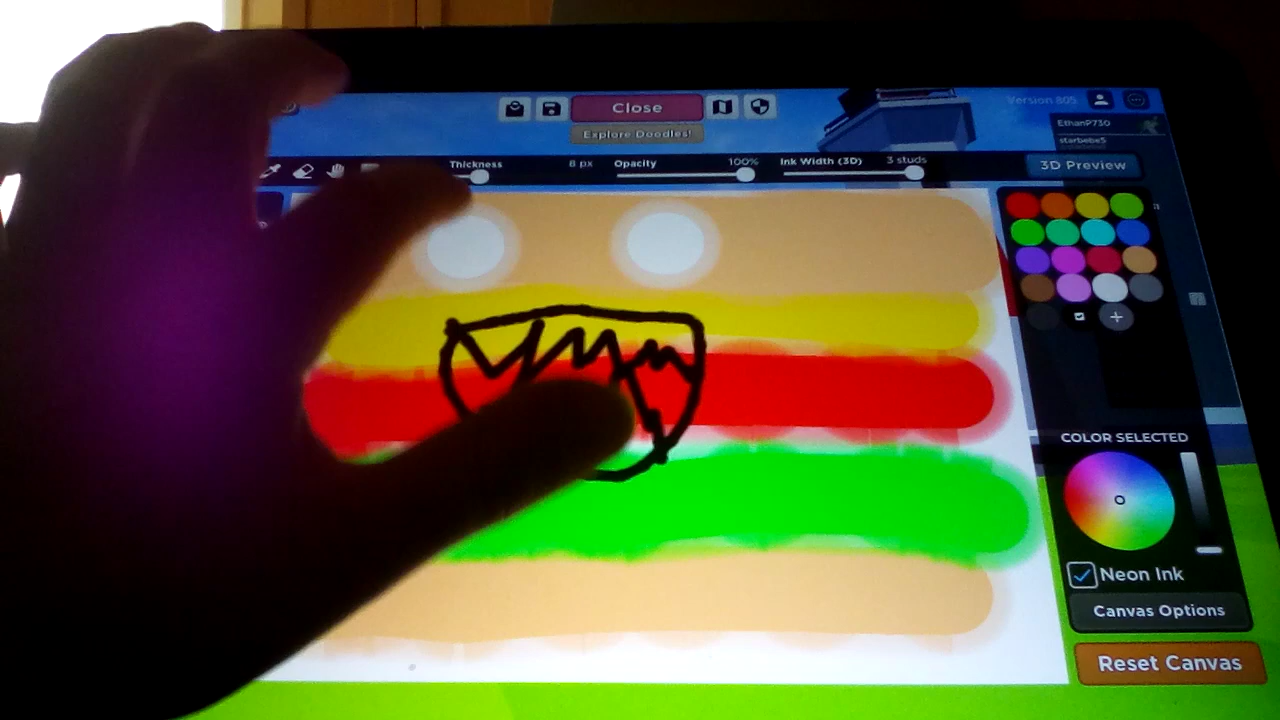 Close
Version 805
Explore Doodles!
EthanP730
starbebe5
Thickness 8 px Opacity 100% Ink Width (3D) 3 studs
3D Preview
COLOR SELECTED
Neon Ink
Canvas Options
Reset Canvas